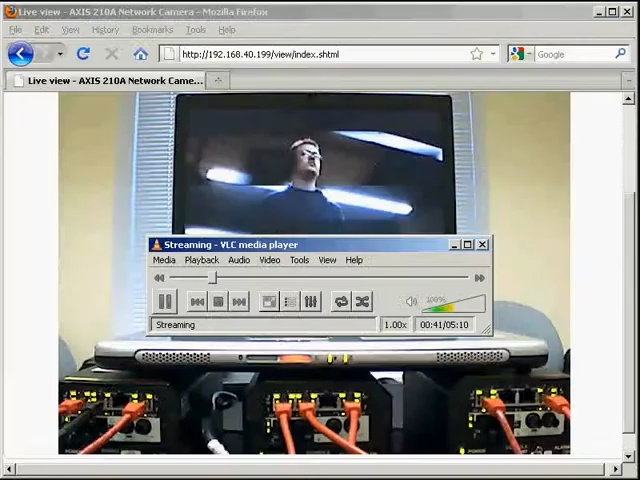 Live view - AXIS 210A Network Camera - Mozilla Firefox
File Edit View History Bookmarks Tools Help
http://192.168.40.199/view/index.shtml
Google
Live view - AXIS 210A Network Came...
Streaming - VLC media player
Media Playback Audio Video Tools View Help
100%
Streaming 1.00x 00:41/05:10